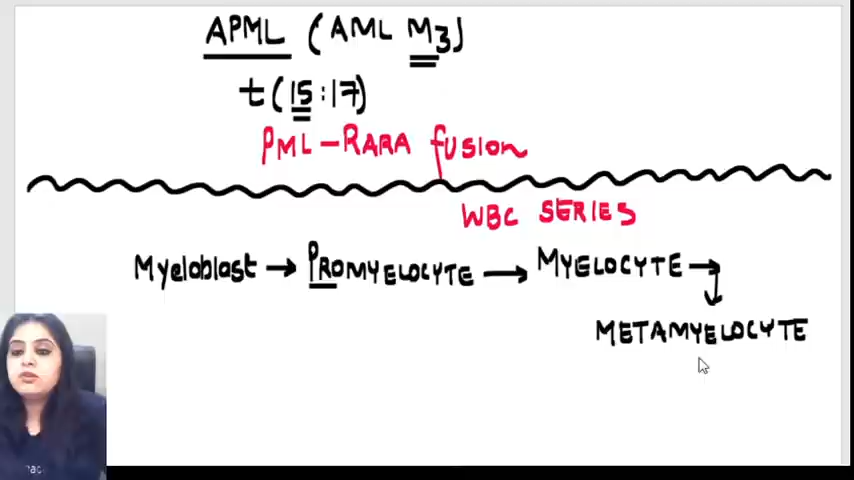 APML (AML M3)
t(15:17)
PML-RARA fusion
WBC SERIES
Myeloblast → PROMYELOCYTE → MYELOCYTE →
METAMYELOCYTE